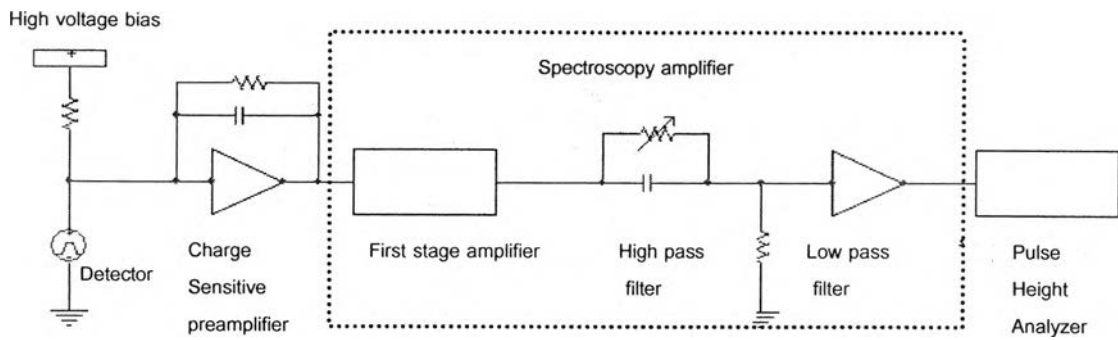 High voltage bias
+
Spectroscopy amplifier
Detector
Charge
Sensitive
preamplifier
First stage amplifier
High pass
filter
Low pass
filter
Pulse
Height
Analyzer